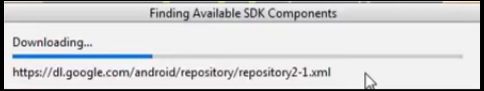 Finding Available SDK Components
Downloading...
https://dl.google.com/android/repository/repository2-1.xml